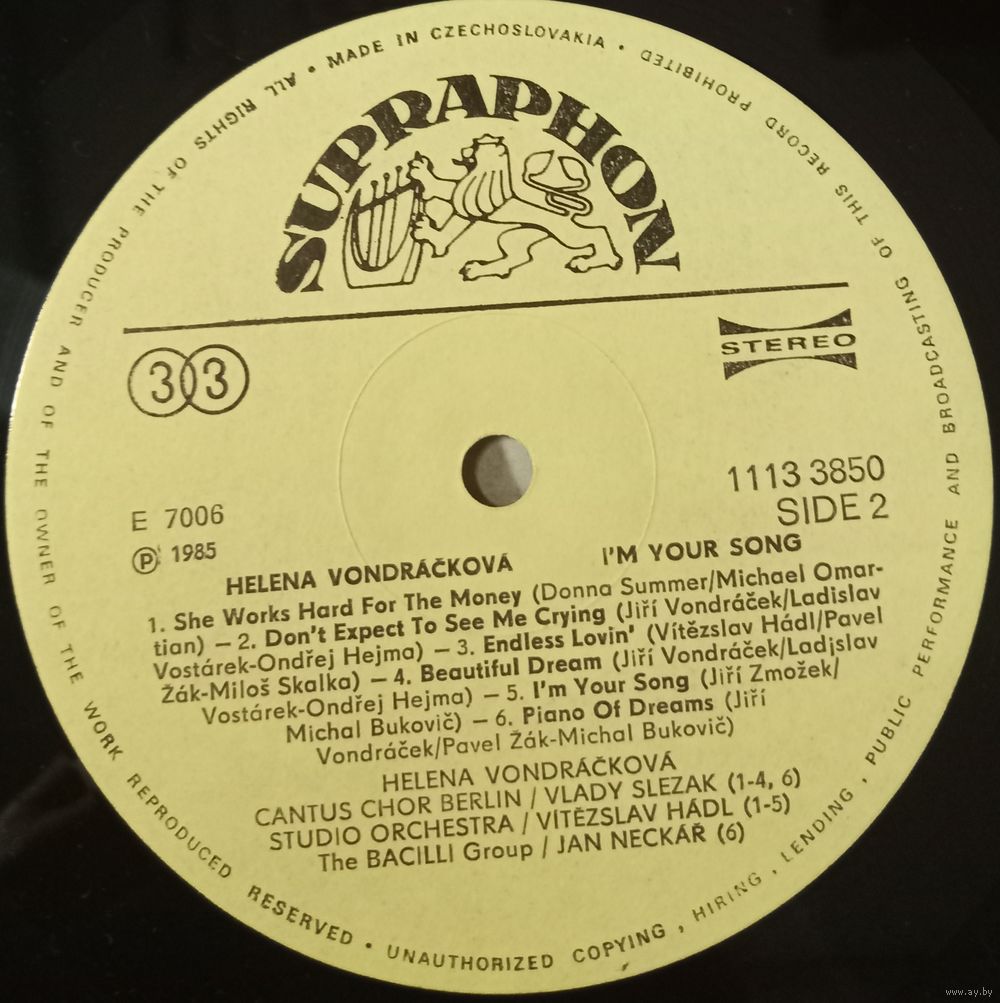 ALL RIGHTS OF THE PRODUCER AND OF THE OWNER OF THE WORK REPRODUCED RESERVED • UNAUTHORIZED COPYING, HIRING, LENDING, PUBLIC PERFORMANCE AND BROADCASTING OF THIS RECORD PROHIBITED • MADE IN CZECHOSLOVAKIA •
SUPRAPHON
33
STEREO
1113 3850
E 7006
SIDE 2
Ⓟ 1985
HELENA VONDRÁČKOVÁ I'M YOUR SONG
1. She Works Hard For The Money (Donna Summer/Michael Omar-
tian) – 2. Don't Expect To See Me Crying (Jiří Vondráček/Ladislav
Vostárek-Ondřej Hejma) – 3. Endless Lovin' (Vítězslav Hádl/Pavel
Žák-Miloš Skalka) – 4. Beautiful Dream (Jiří Vondráček/Ladislav
Vostárek-Ondřej Hejma) – 5. I'm Your Song (Jiří Zmožek/
Michal Bukovič) – 6. Piano Of Dreams (Jiří
Vondráček/Pavel Žák-Michal Bukovič)
HELENA VONDRÁČKOVÁ
CANTUS CHOR BERLIN / VLADY SLEZAK (1-4, 6)
STUDIO ORCHESTRA / VÍTĚZSLAV HÁDL (1-5)
The BACILLI Group / JAN NECKÁŘ (6)
www.ay.by